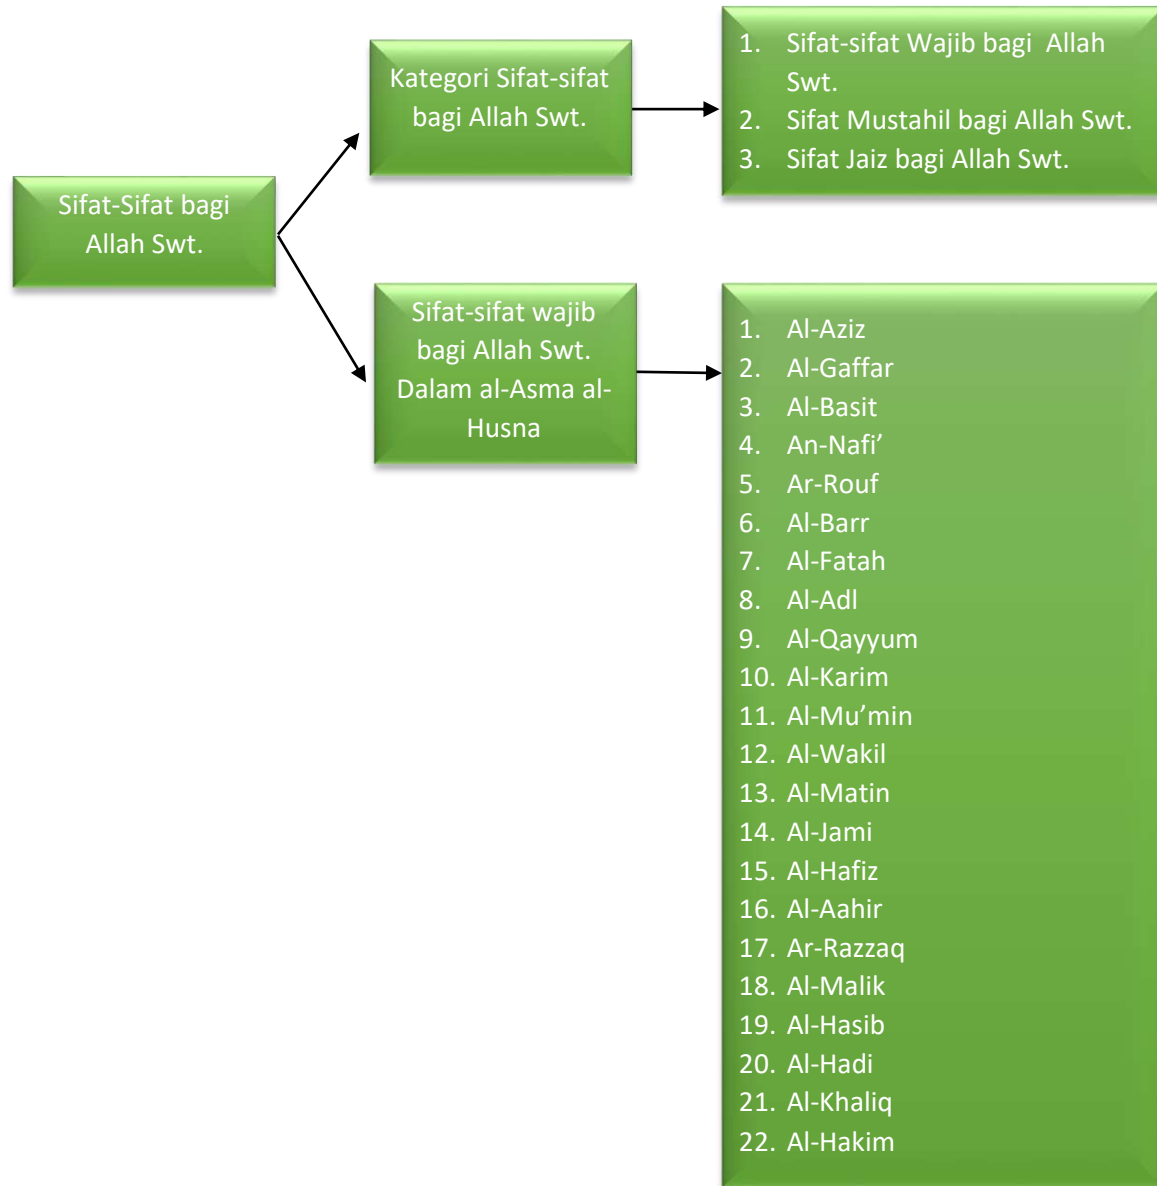 Sifat-Sifat bagi
Allah Swt.
Kategori Sifat-sifat
bagi Allah Swt.
1. Sifat-sifat Wajib bagi Allah
Swt.
2. Sifat Mustahil bagi Allah Swt.
3. Sifat Jaiz bagi Allah Swt.
Sifat-sifat wajib
bagi Allah Swt.
Dalam al-Asma al-
Husna
1. Al-Aziz
2. Al-Gaffar
3. Al-Basit
4. An-Nafi’
5. Ar-Rouf
6. Al-Barr
7. Al-Fatah
8. Al-Adl
9. Al-Qayyum
10. Al-Karim
11. Al-Mu’min
12. Al-Wakil
13. Al-Matin
14. Al-Jami
15. Al-Hafiz
16. Al-Aahir
17. Ar-Razzaq
18. Al-Malik
19. Al-Hasib
20. Al-Hadi
21. Al-Khaliq
22. Al-Hakim